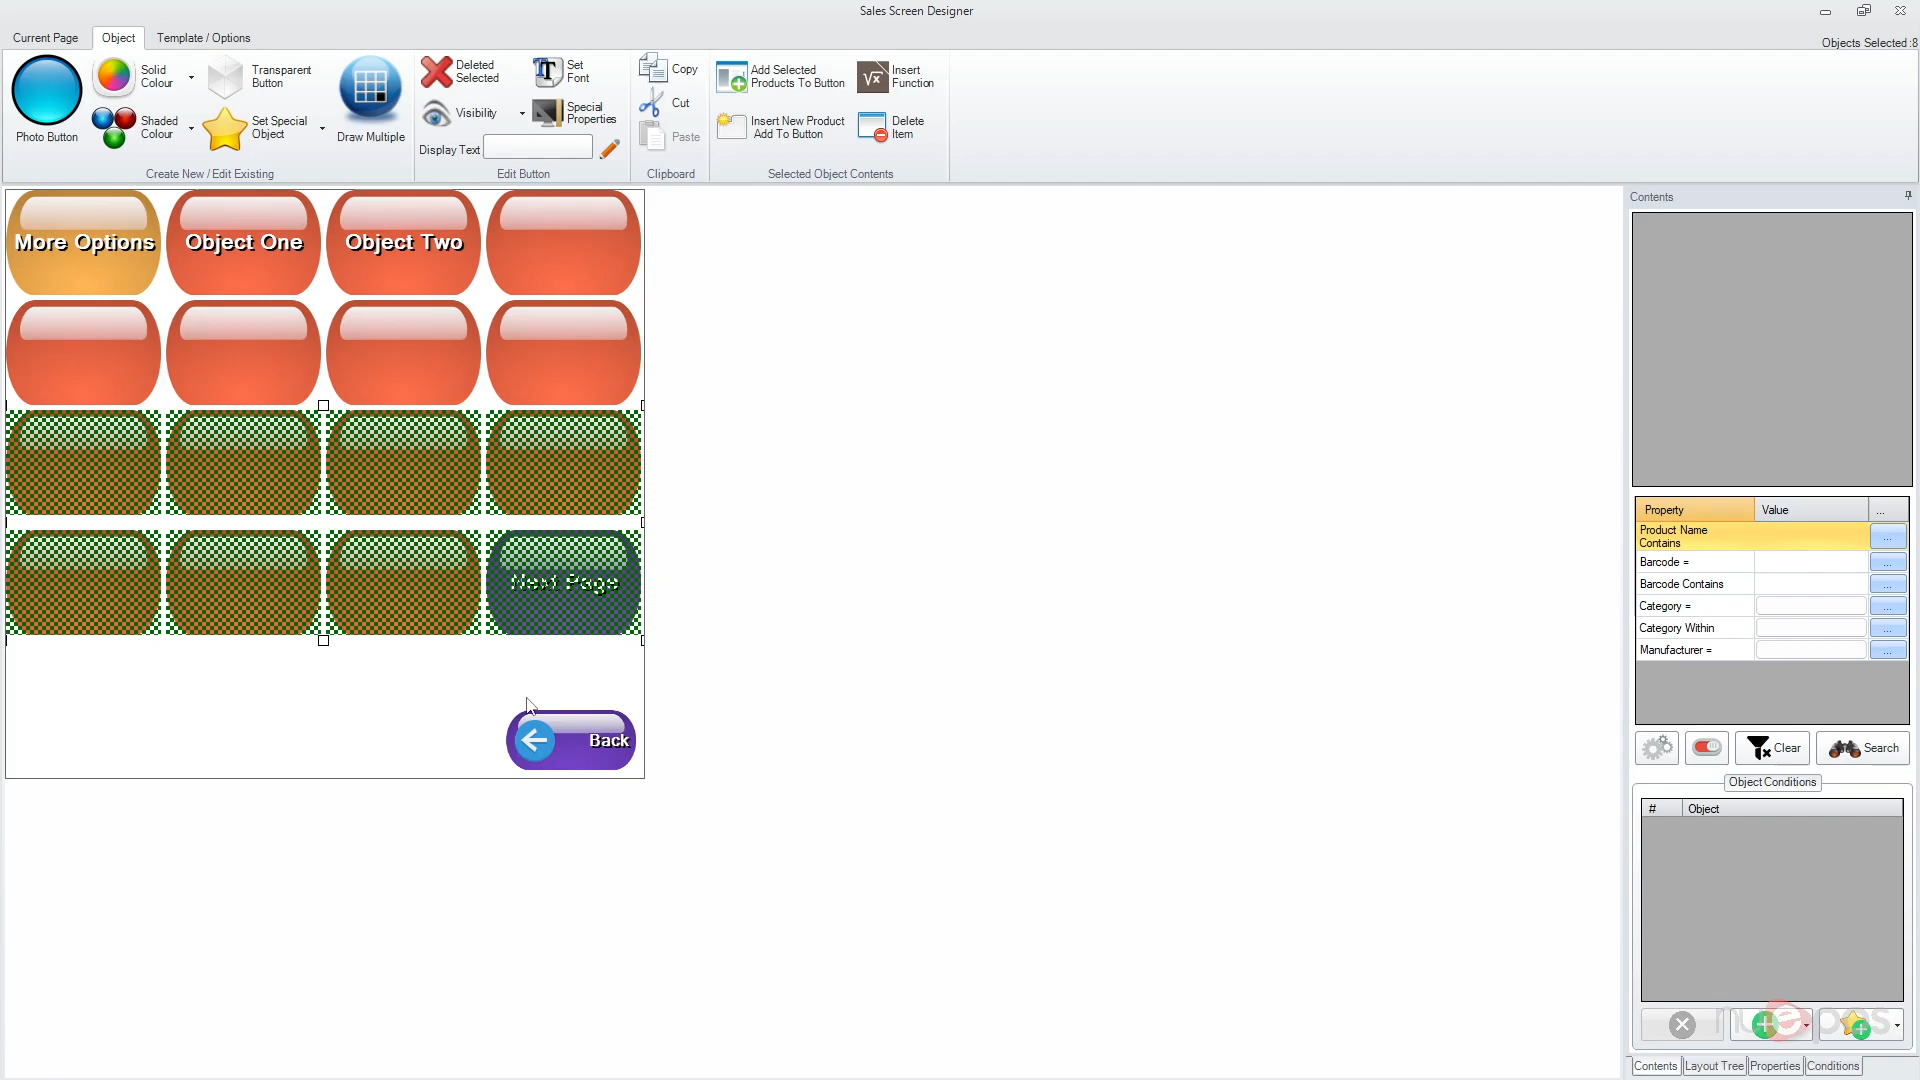 Sales Screen Designer
Current Page
Object
Template / Options
Objects Selected :8
Photo Button
Solid
Colour
Shaded
Colour
Transparent
Button
Set Special
Object
Draw Multiple
Create New / Edit Existing
Deleted
Selected
Set
Font
Visibility
Special
Properties
Display Text
Edit Button
Copy
Cut
Paste
Clipboard
Add Selected
Products To Button
Insert
Function
Insert New Product
Add To Button
Delete
Item
Selected Object Contents
More Options
Object One
Object Two
Next Page
Back
Contents
Property Value ...
Product Name
Contains ...
Barcode = ...
Barcode Contains ...
Category = ...
Category Within ...
Manufacturer = ...
Clear
Search
Object Conditions
# Object
nuepos
Contents
Layout Tree
Properties
Conditions